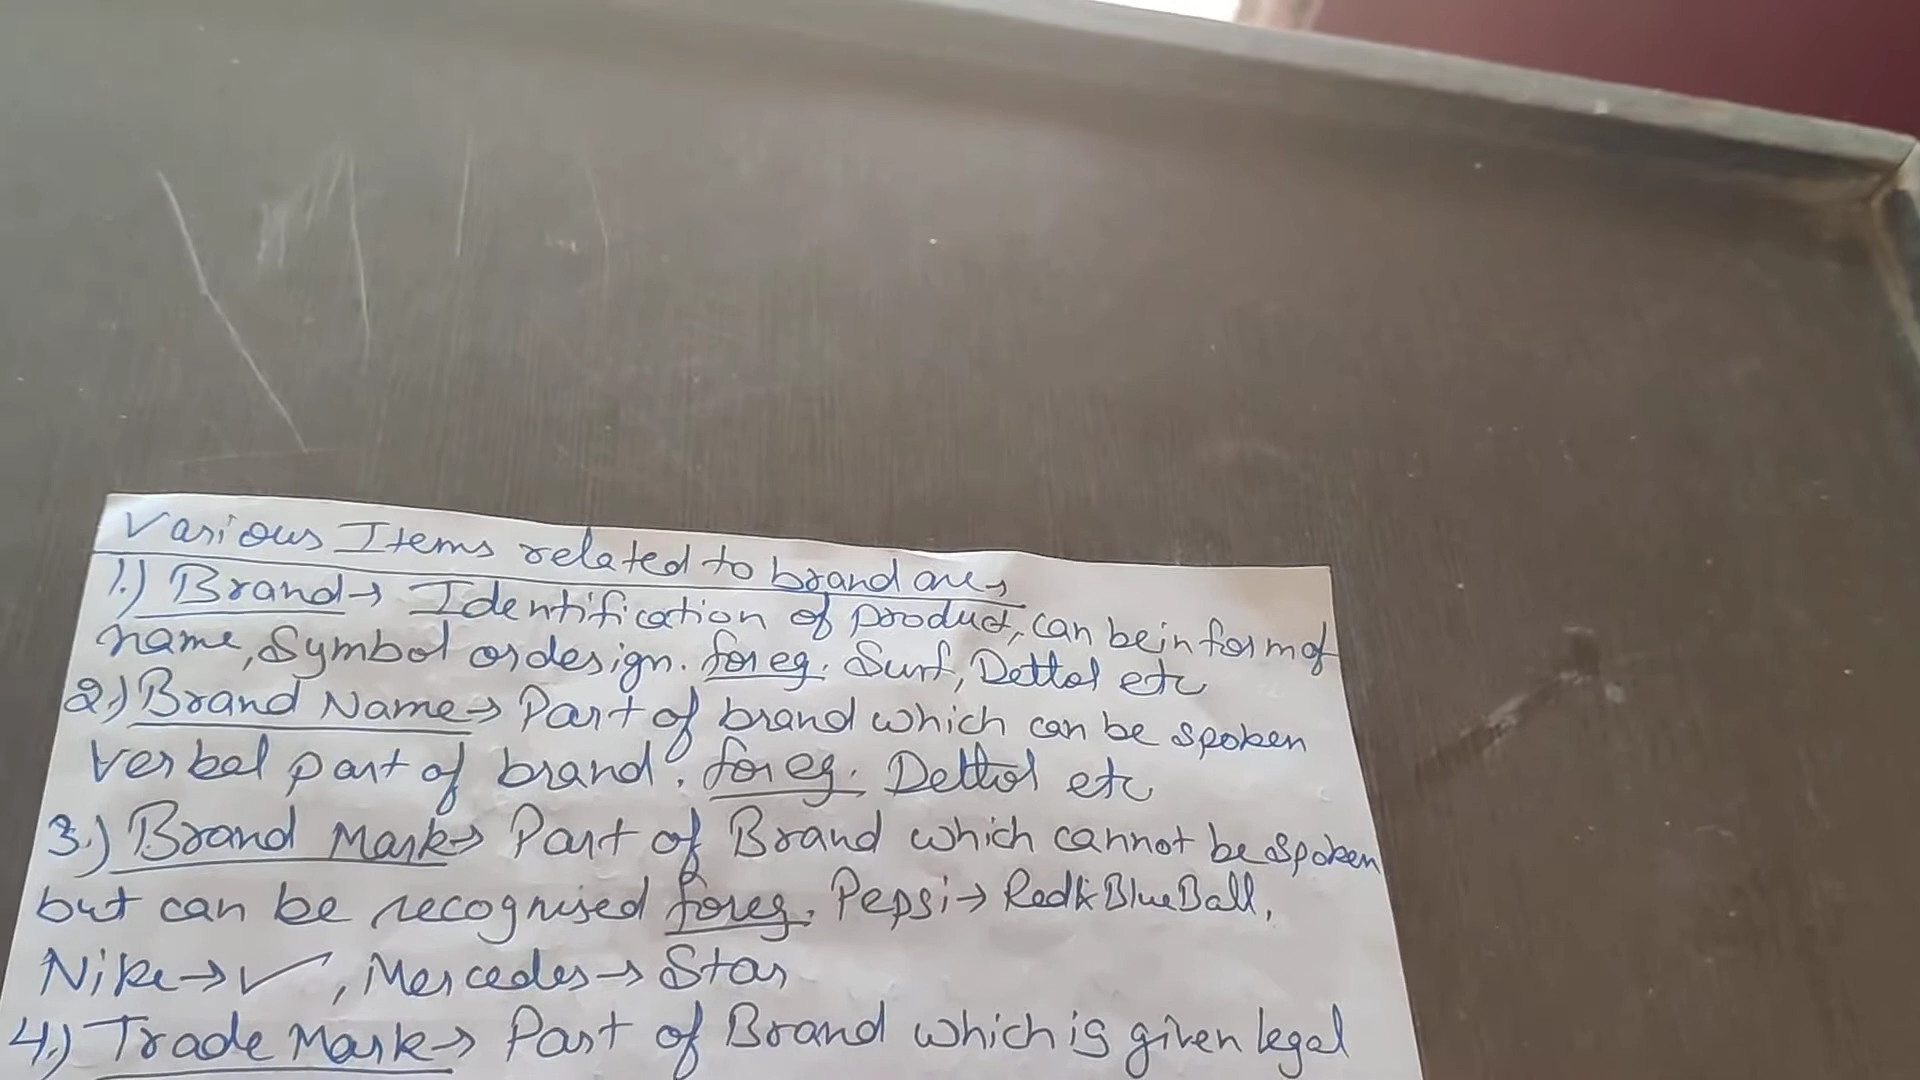 Various Items related to brand are→
1.) Brand→ Identification of product, can be in form of
name, Symbol or design. for eg. Surf, Dettol etc
2.) Brand Name→ Part of brand which can be spoken
Verbal part of brand. for eg. Dettol etc
3.) Brand Mark→ Part of Brand which cannot be spoken
but can be recognised for eg. Pepsi→ Red & Blue Ball,
Nike→ ✓, Mercedes→ Star
4.) Trade Mark→ Part of Brand which is given legal